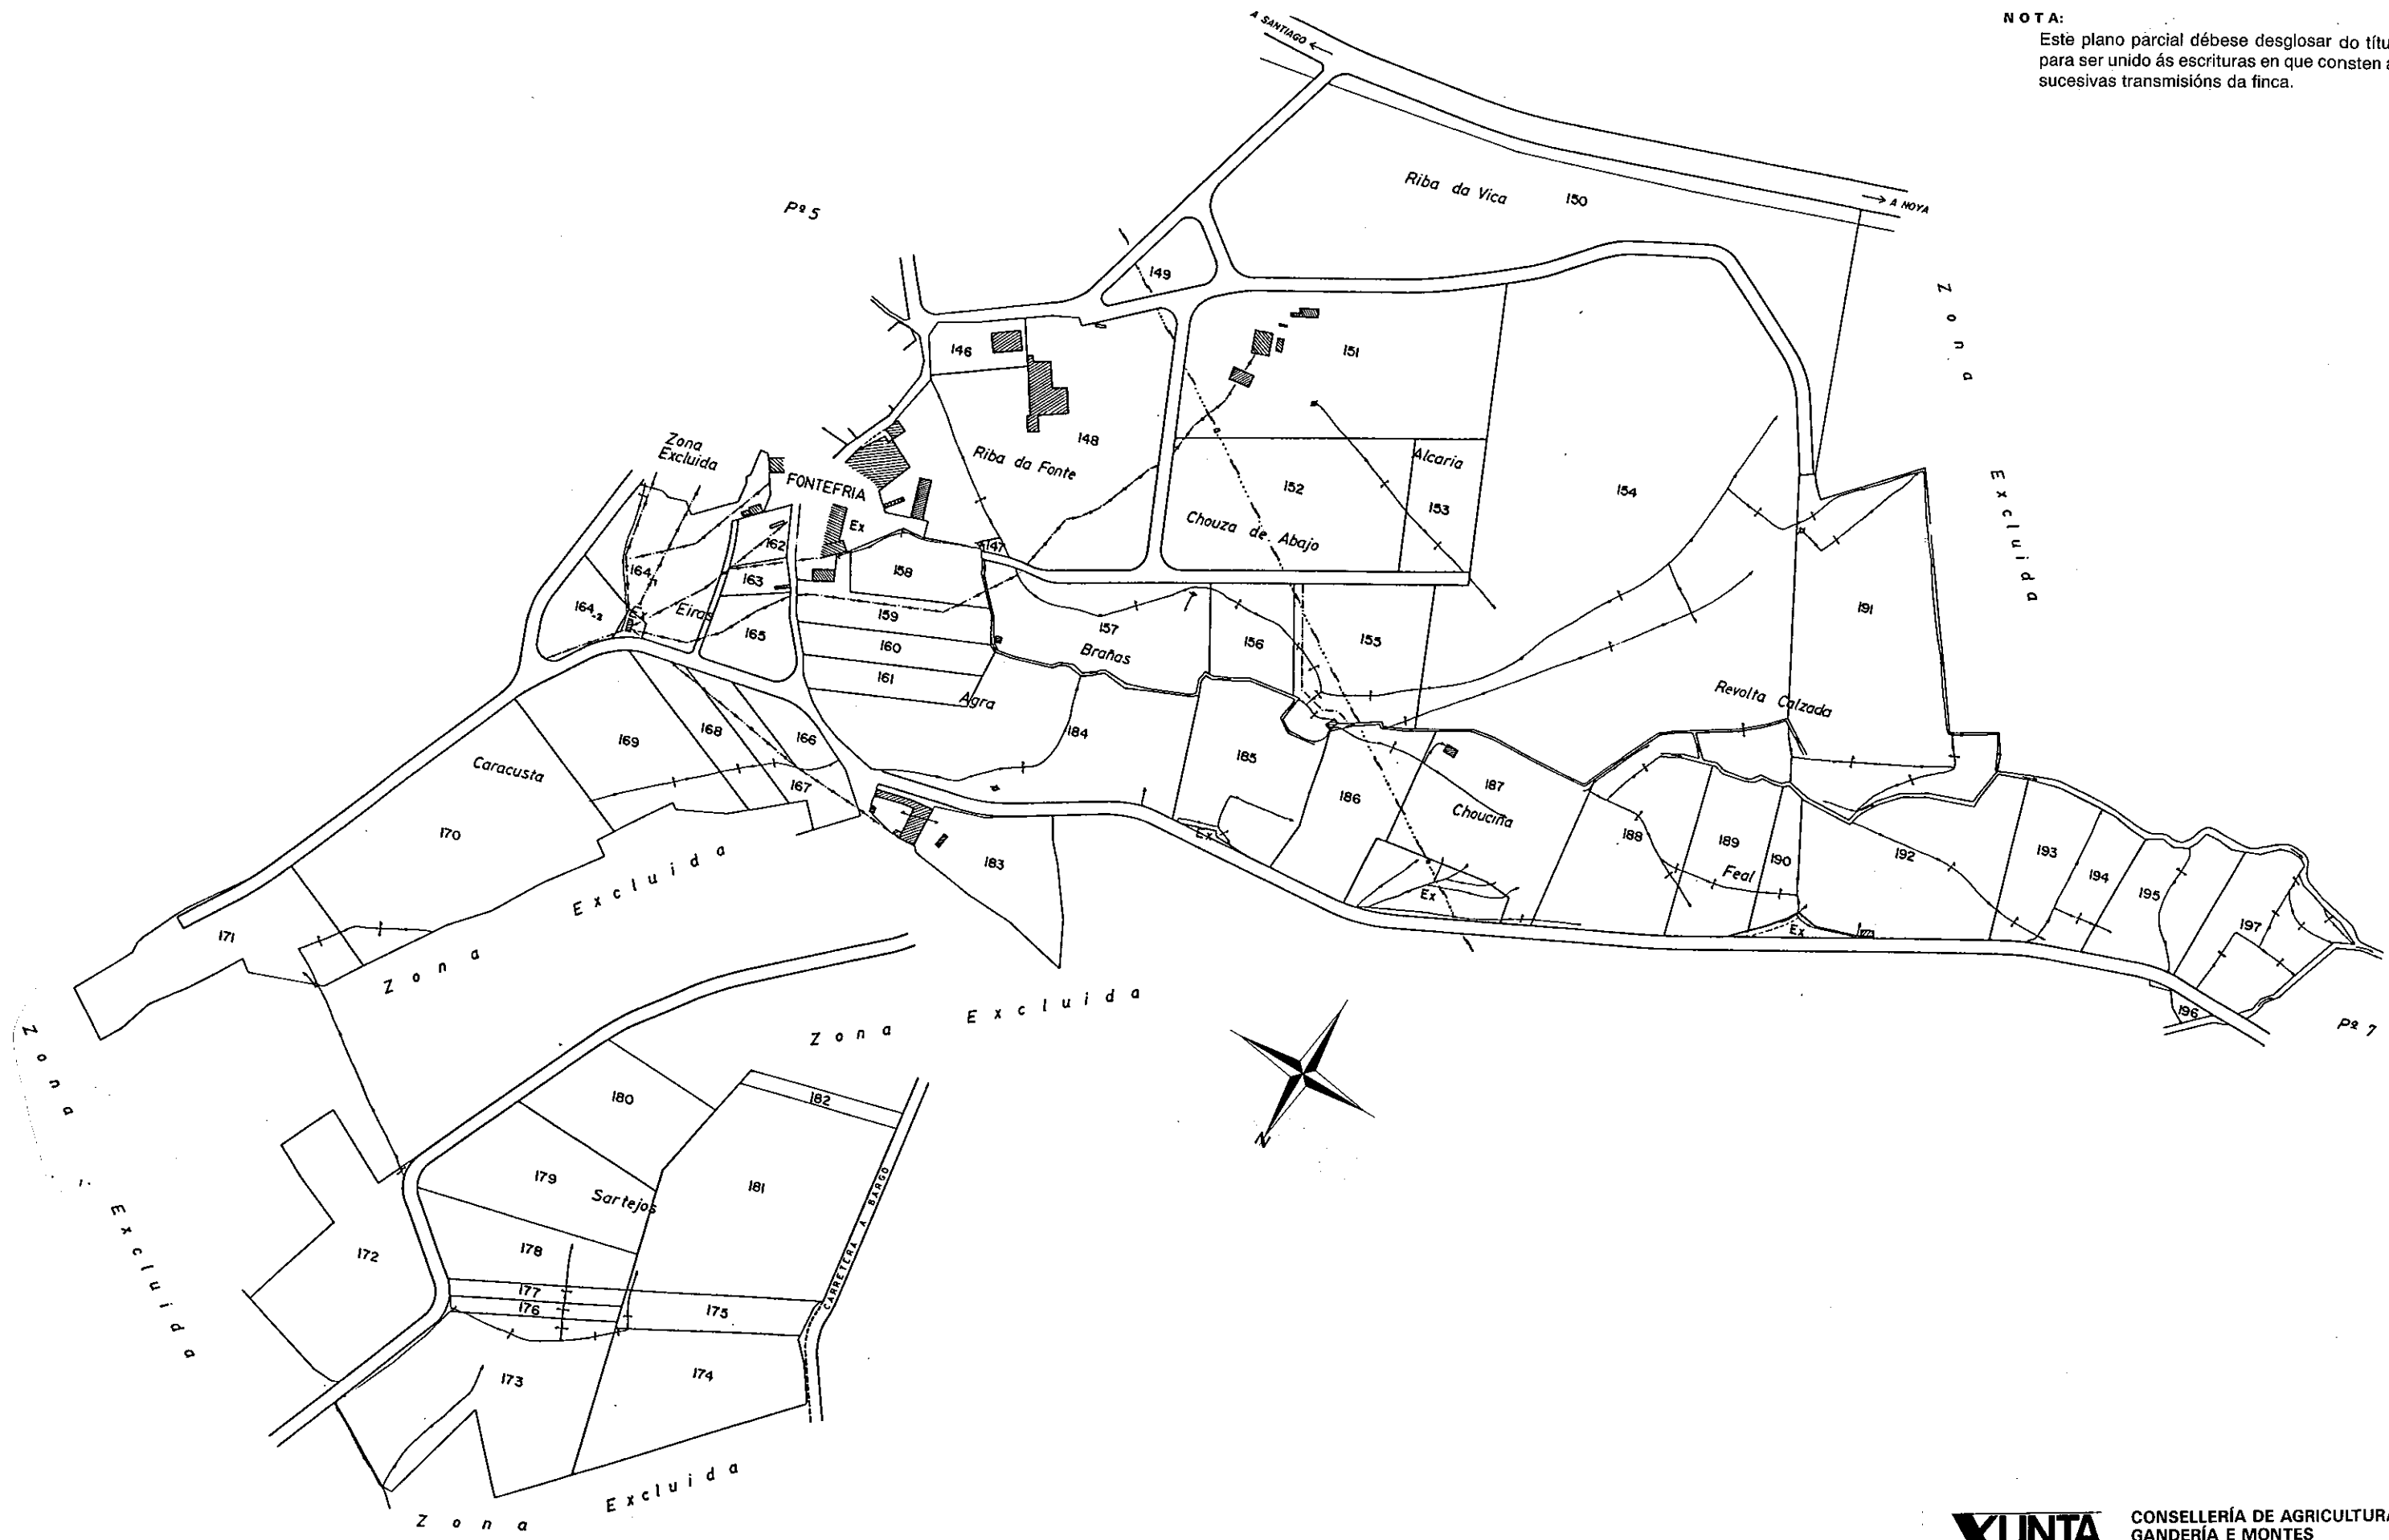 NOTA:
Este plano parcial débese desglosar do títu
para ser unido ás escrituras en que consten a
sucesivas transmisións da finca.
A SANTIAGO ←
→ A NOYA
Riba da Vica 150
Pº 5
149
Zona Excluida
146
151
148
Riba da Fonte
Zona
Excluida
FONTEFRIA
Ex
152
Alcaria
153
154
Chouza de Abajo
147
162
163
164-1
164-2
Ex
Eiras
165
158
159
160
161
157
Brañas
156
155
191
Revolta Calzada
Agra
184
166
167
168
169
Caracusta
170
171
185
186
187
Chouciña
Ex
188
189
190
Feal
192
193
194
195
197
196
Ex
Ex
183
Zona Excluida
Zona Excluida
Zona Excluida
Pº 7
N
180
182
179
Sartejos
181
178
172
177
176
175
CARRETERA A BARGO
173
174
Zona Excluida
XUNTA
CONSELLERÍA DE AGRICULTURA
GANDERÍA E MONTES